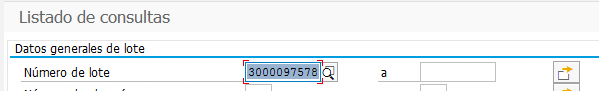 Listado de consultas
Datos generales de lote
Número de lote 3000097578 a